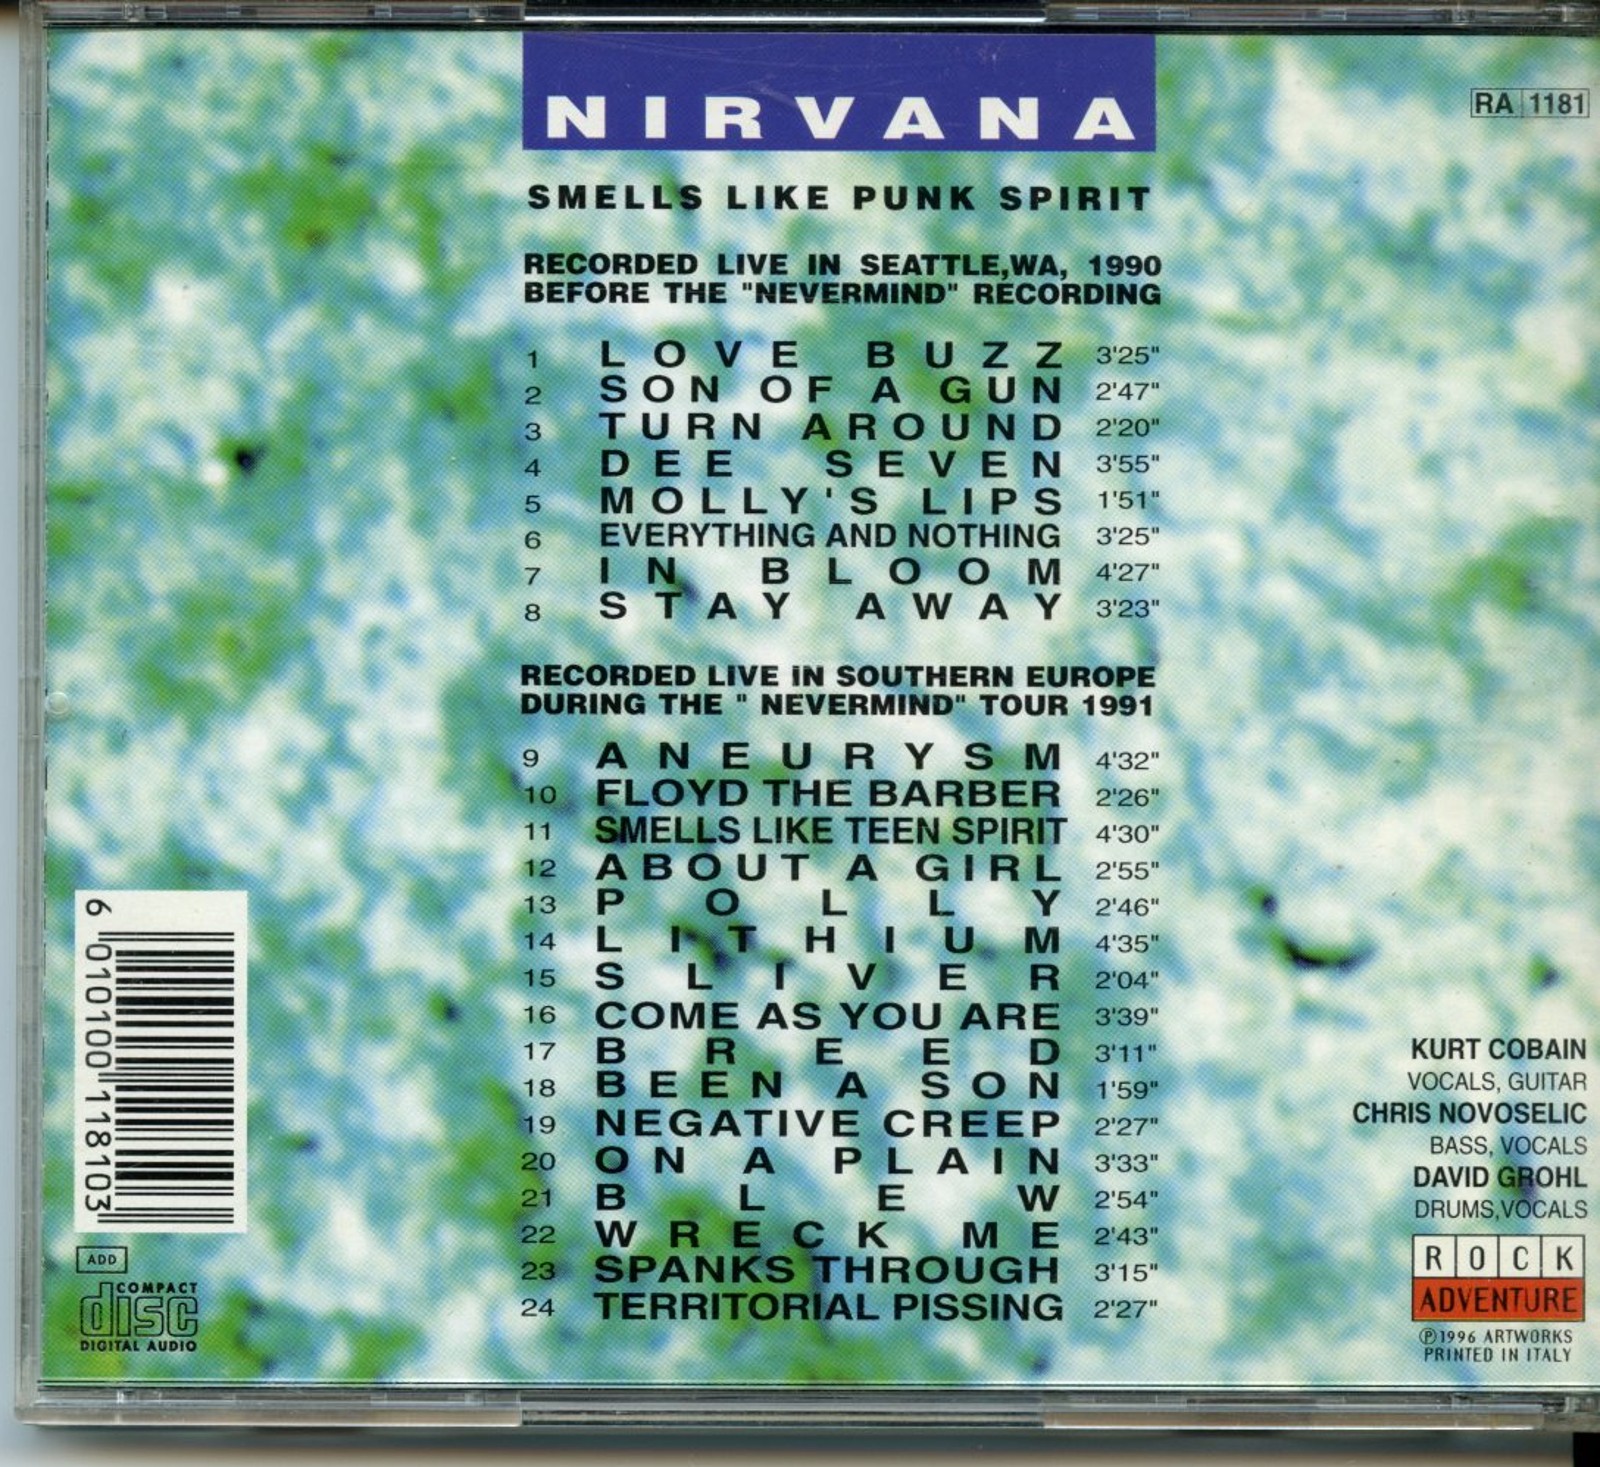 NIRVANA
RA 1181
SMELLS LIKE PUNK SPIRIT
RECORDED LIVE IN SEATTLE,WA, 1990
BEFORE THE "NEVERMIND" RECORDING
1 LOVE BUZZ 3'25"
2 SON OF A GUN 2'47"
3 TURN AROUND 2'20"
4 DEE SEVEN 3'55"
5 MOLLY'S LIPS 1'51"
6 EVERYTHING AND NOTHING 3'25"
7 IN BLOOM 4'27"
8 STAY AWAY 3'23"
RECORDED LIVE iN SOUTHERN EUROPE
DURING THE " NEVERMIND" TOUR 1991
9 ANEURYSM 4'32"
10 FLOYD THE BARBER 2'26"
11 SMELLS LIKE TEEN SPIRIT 4'30"
12 ABOUT A GIRL 2'55"
13 POLLY 2'46"
14 LITHIUM 4'35"
15 SLIVER 2'04"
16 COME AS YOU ARE 3'39"
17 BREED 3'11"
18 BEEN A SON 1'59"
19 NEGATIVE CREEP 2'27"
20 ON A PLAIN 3'33"
21 BLEW 2'54"
22 WRECK ME 2'43"
23 SPANKS THROUGH 3'15"
24 TERRITORIAL PISSING 2'27"
6 010100 118103
ADD
COMPACT
disc
DIGITAL AUDIO
KURT COBAIN
VOCALS, GUITAR
CHRIS NOVOSELIC
BASS, VOCALS
DAVID GROHL
DRUMS,VOCALS
ROCK
ADVENTURE
℗1996 ARTWORKS
PRINTED IN ITALY